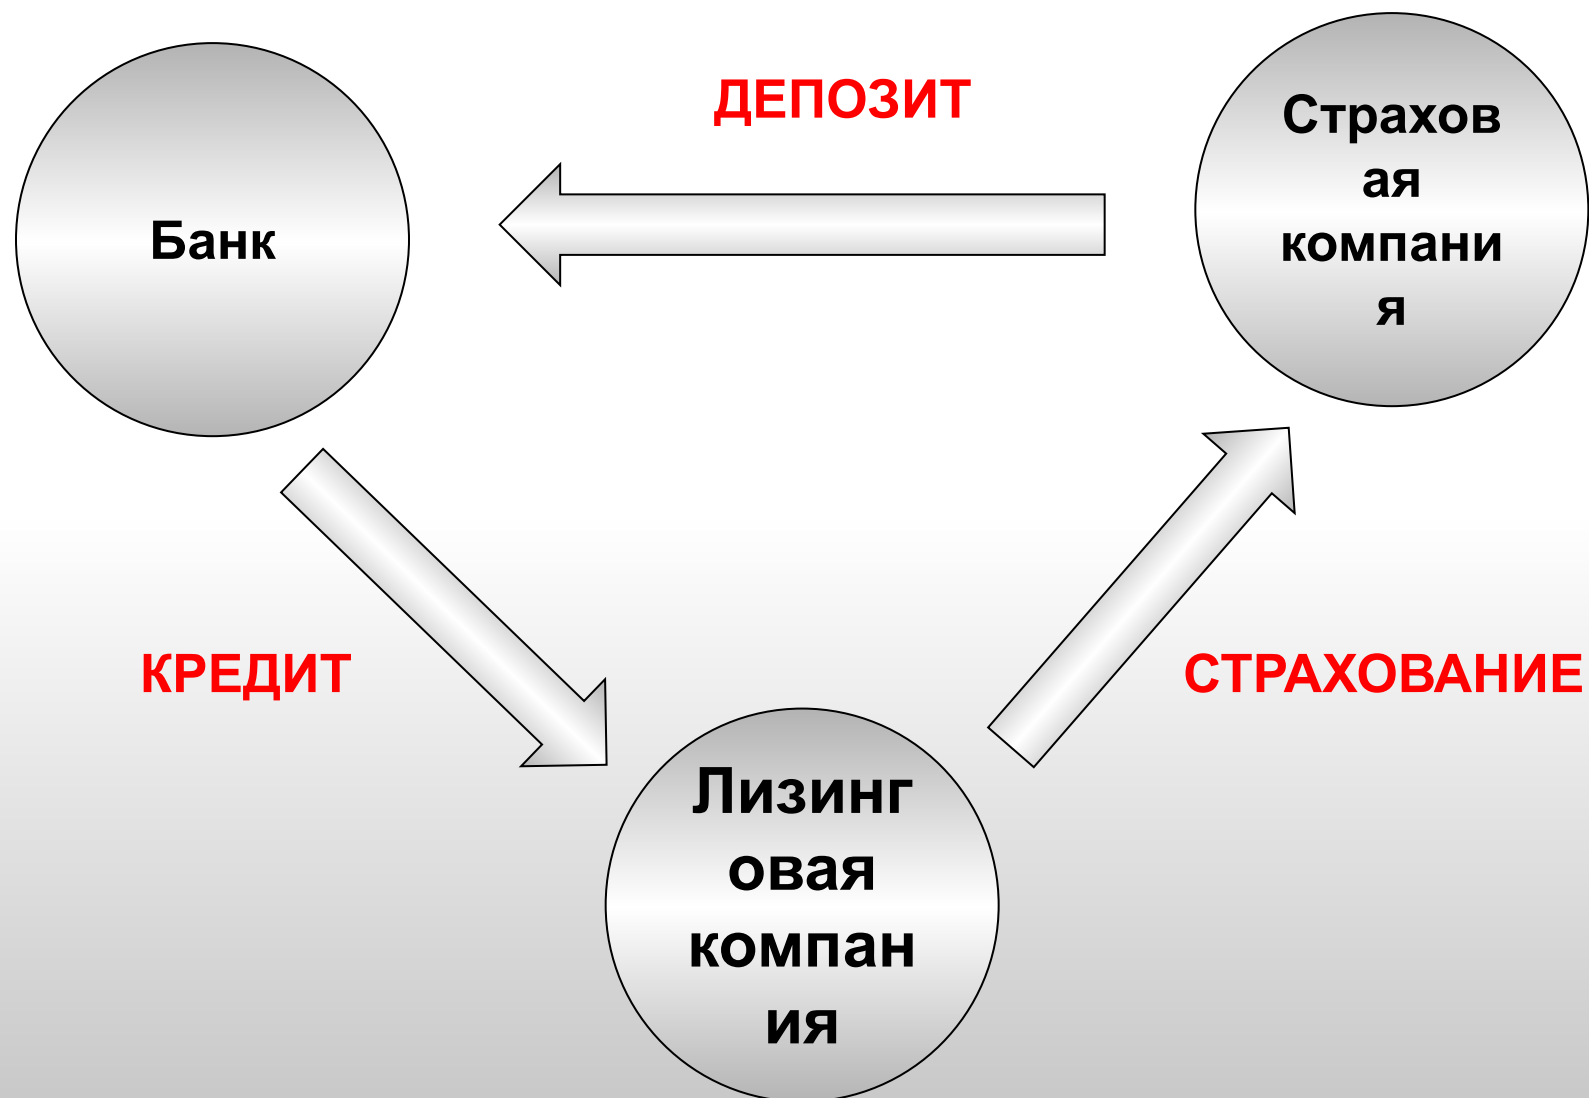 ДЕПОЗИТ
Банк
Страхов
ая
компани
я
КРЕДИТ
СТРАХОВАНИЕ
Лизинг
овая
компан
ия